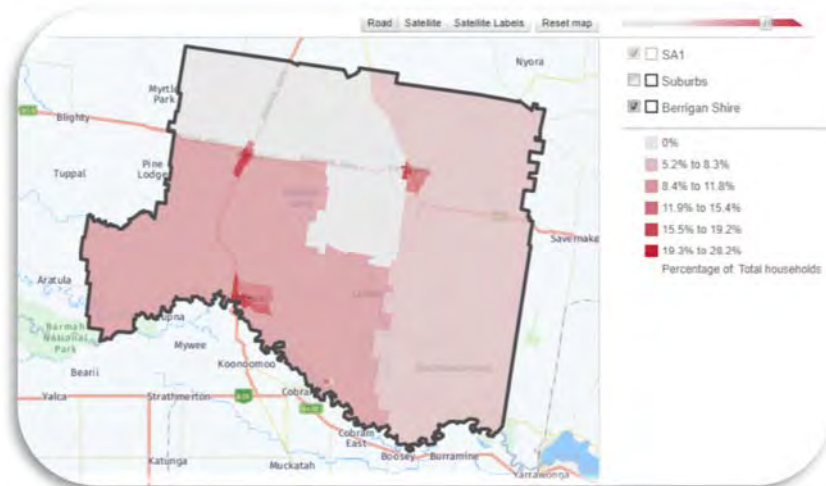 Road Satellite Satellite Labels Reset map
SA1
Suburbs
Berrigan Shire
0%
5.2% to 8.3%
8.4% to 11.8%
11.9% to 15.4%
15.5% to 19.2%
19.3% to 28.2%
Percentage of Total households
Nyora
Myrtle
Park
Blighty
Pine
Lodge
Tuppal
Savernake
Aratula
Barmah
National
Park
Mywee
Bearii
Koonoomoo
Yalca
Strathmerton
Cobram
Cobram
East
Boosey
Burramine
Yarrawonga
Katunga
Muckatah